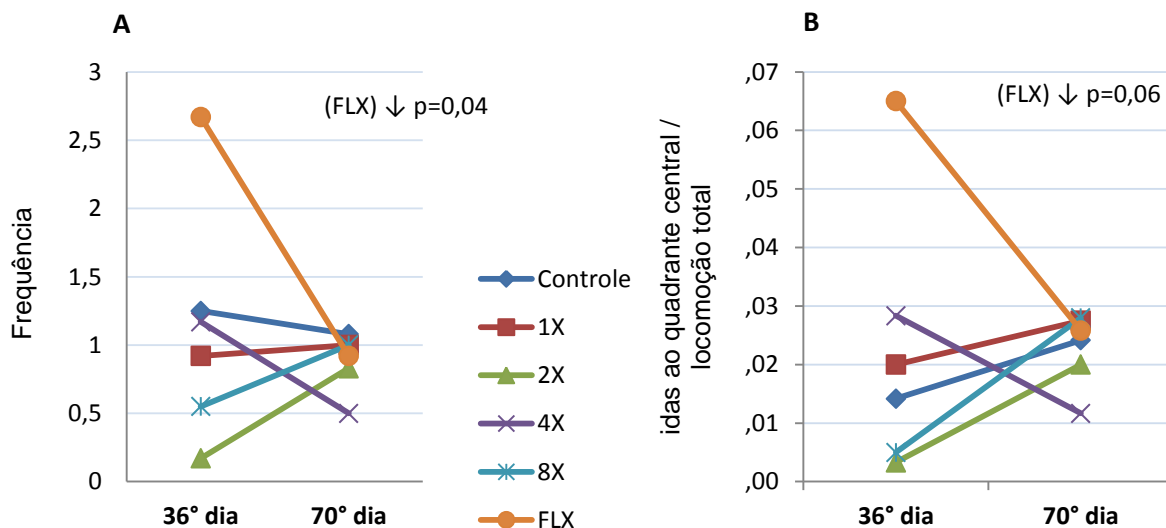 A
Frequência
3
2,5
2
1,5
1
0,5
0
(FLX) ↓ p=0,04
36° dia
70° dia
Controle
1X
2X
4X
8X
FLX
B
idas ao quadrante central /
locomoção total
,07
,06
,05
,04
,03
,02
,01
,00
(FLX) ↓ p=0,06
36° dia
70° dia